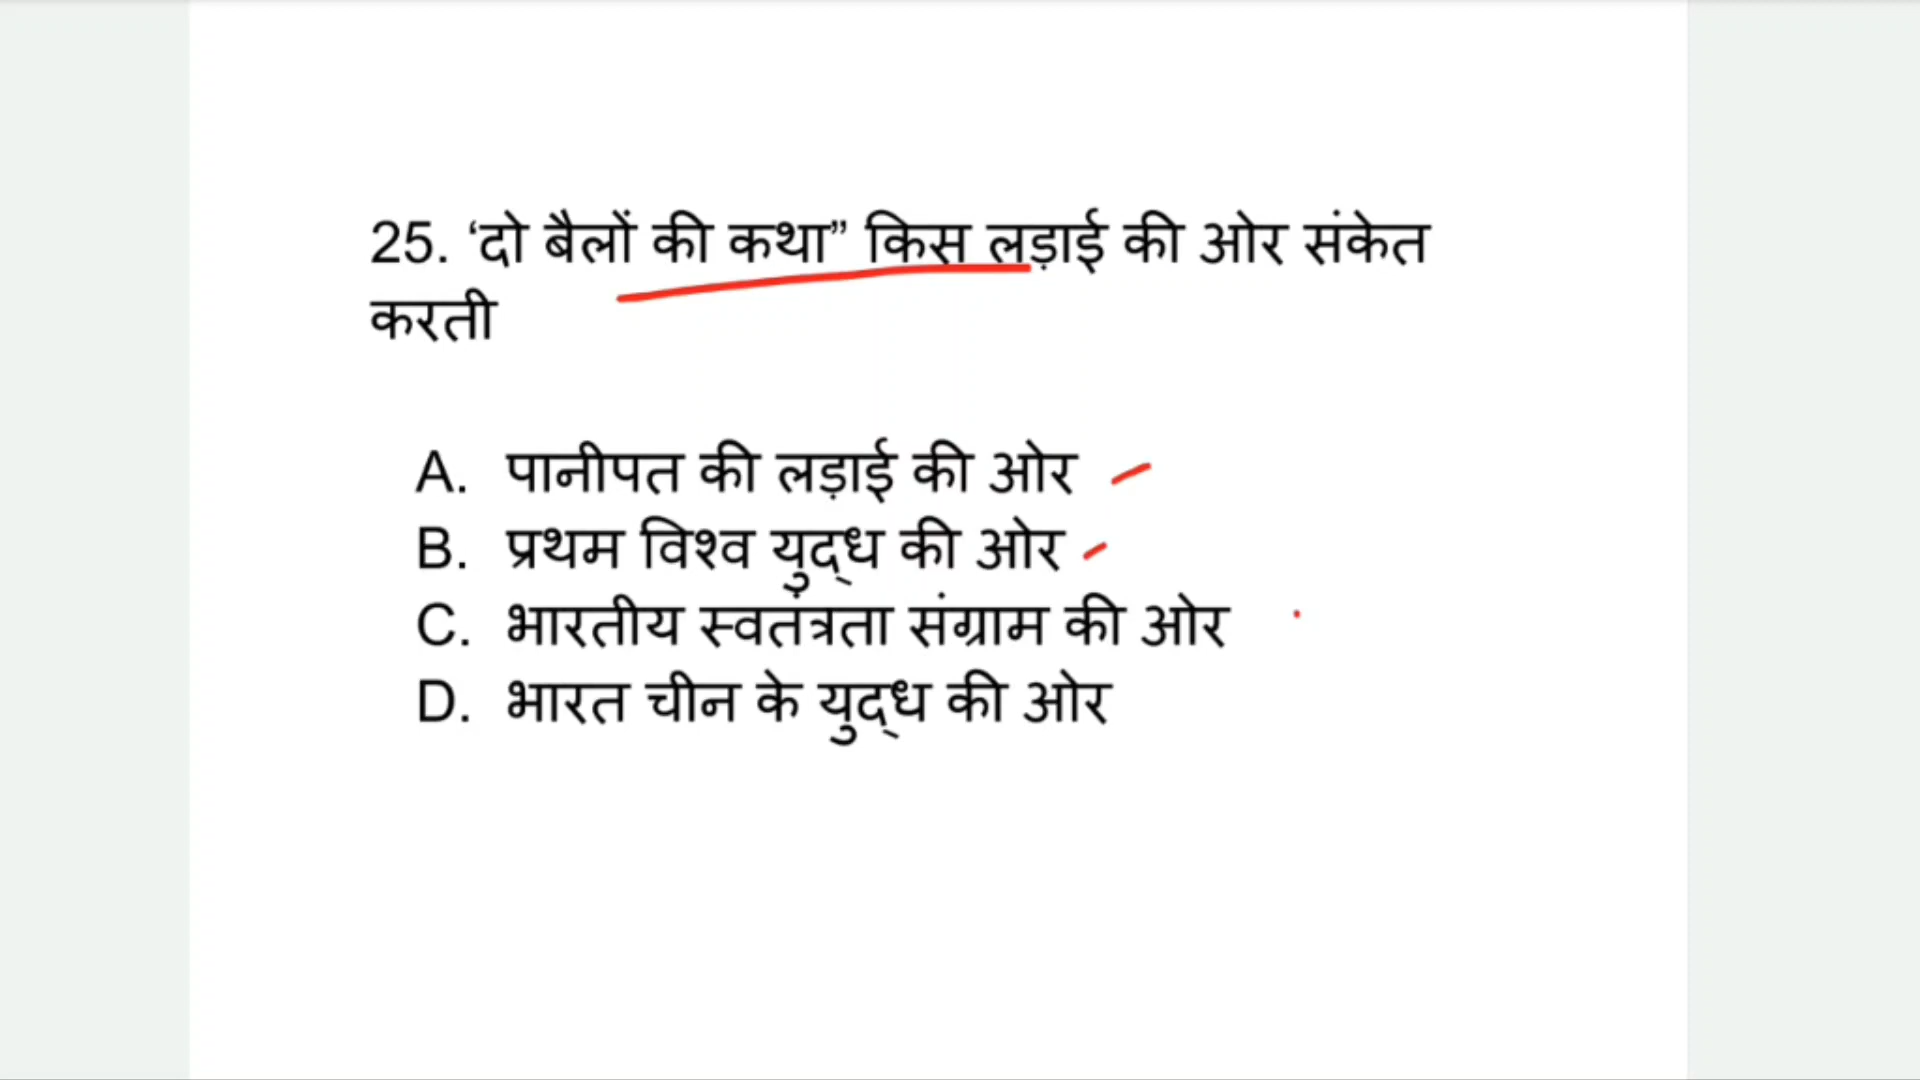 25. ‘दो बैलों की कथा” किस लड़ाई की ओर संकेत
करती
A. पानीपत की लड़ाई की ओर
B. प्रथम विश्व युद्ध की ओर
C. भारतीय स्वतंत्रता संग्राम की ओर
D. भारत चीन के युद्ध की ओर